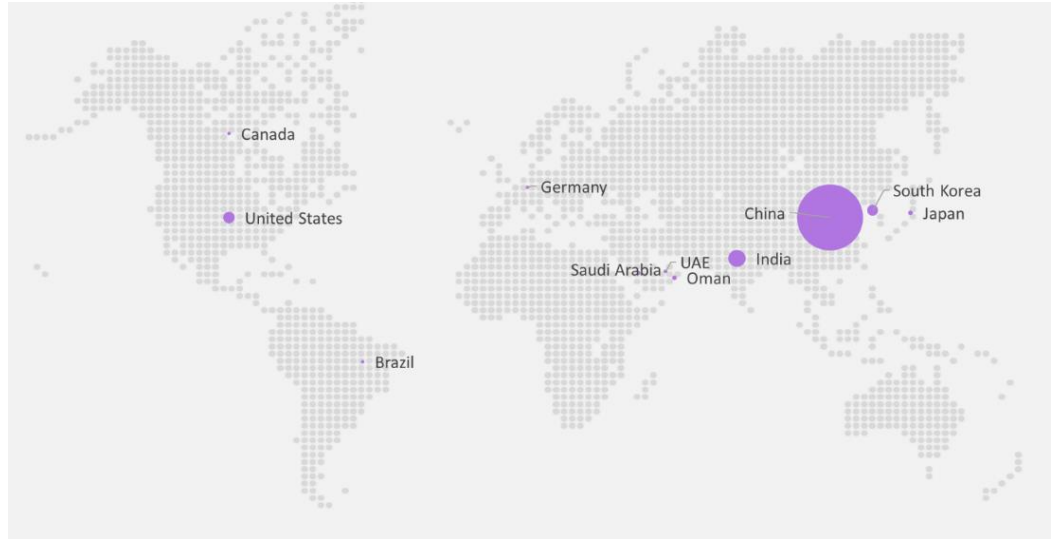 Canada
Germany
South Korea
China
Japan
United States
India
UAE
Saudi Arabia
Oman
Brazil